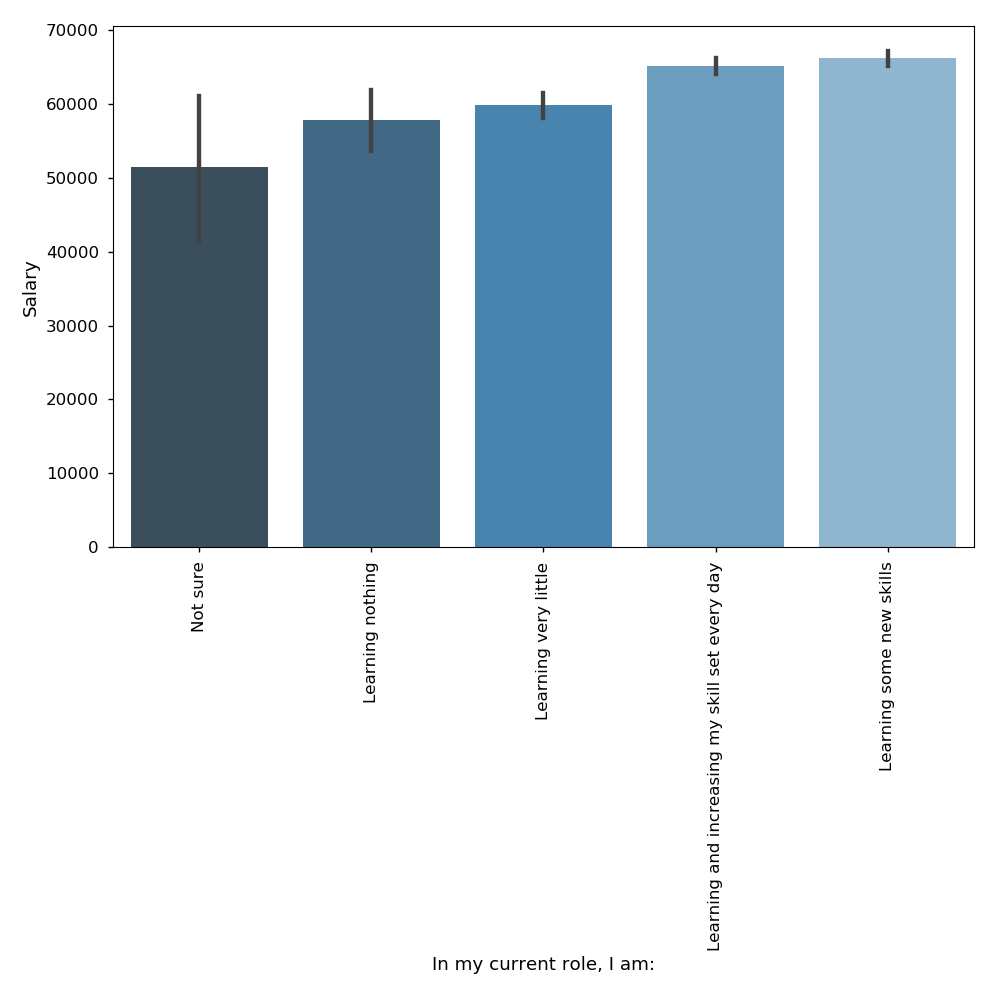 70000
60000
50000
40000
30000
20000
10000
0
Salary
Not sure
Learning nothing
Learning very little
Learning and increasing my skill set every day
Learning some new skills
In my current role, I am: